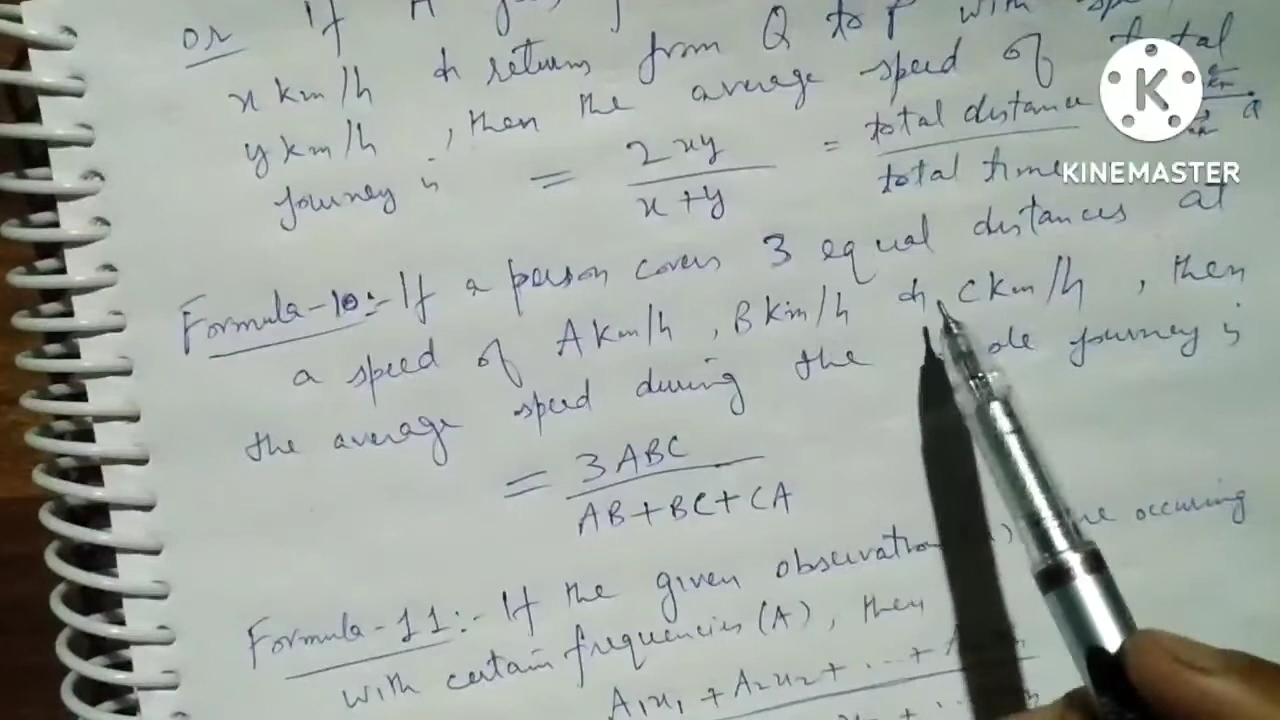 or If A
x km/h & returns from Q to P with
y km/h, then the average speed of total
journey is = 2xy / x+y = total distance / total time
KINEMASTER
Formula-10:- If a person covers 3 equal distances at
a speed of A km/h, B km/h & C km/h, then
the average speed during the journey is
= 3ABC / AB+BC+CA
Formula-11:- If the given observation occuring
with certain frequencies (A), then
A1x1 + A2x2 + ... +